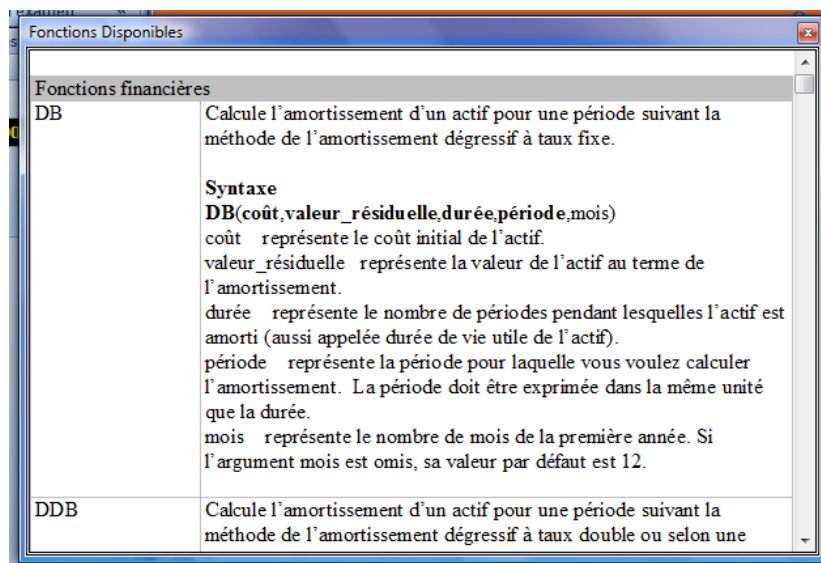 examen
Fonctions Disponibles
Fonctions financières
DB
Calcule l'amortissement d'un actif pour une période suivant la
méthode de l'amortissement dégressif à taux fixe.
Syntaxe
DB(coût,valeur_résiduelle,durée,période,mois)
coût représente le coût initial de l'actif.
valeur_résiduelle représente la valeur de l'actif au terme de
l'amortissement.
durée représente le nombre de périodes pendant lesquelles l'actif est
amorti (aussi appelée durée de vie utile de l'actif).
période représente la période pour laquelle vous voulez calculer
l'amortissement. La période doit être exprimée dans la même unité
que la durée.
mois représente le nombre de mois de la première année. Si
l'argument mois est omis, sa valeur par défaut est 12.
DDB
Calcule l'amortissement d'un actif pour une période suivant la
méthode de l'amortissement dégressif à taux double ou selon une